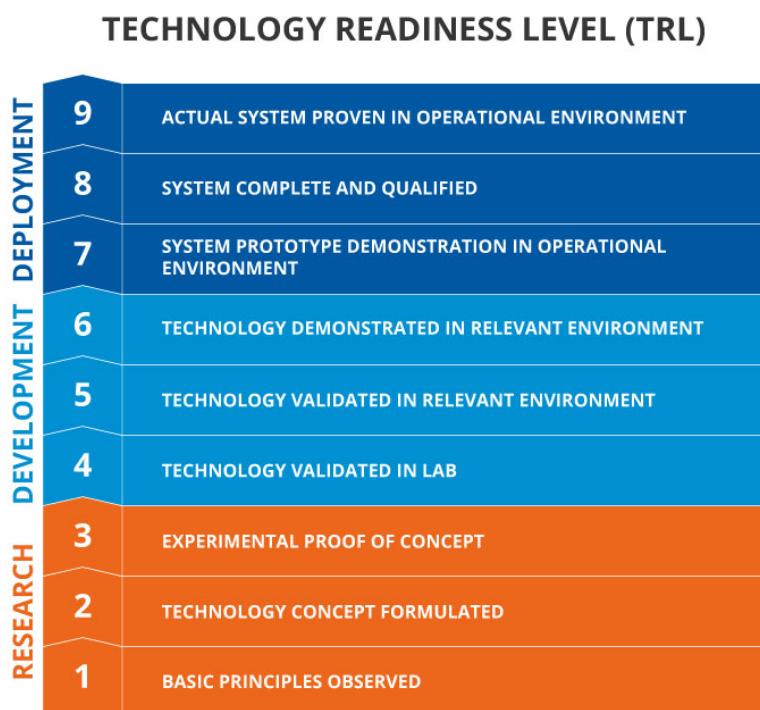 TECHNOLOGY READINESS LEVEL (TRL)
DEPLOYMENT
9
ACTUAL SYSTEM PROVEN IN OPERATIONAL ENVIRONMENT
8
SYSTEM COMPLETE AND QUALIFIED
7
SYSTEM PROTOTYPE DEMONSTRATION IN OPERATIONAL
ENVIRONMENT
DEVELOPMENT
6
TECHNOLOGY DEMONSTRATED IN RELEVANT ENVIRONMENT
5
TECHNOLOGY VALIDATED IN RELEVANT ENVIRONMENT
4
TECHNOLOGY VALIDATED IN LAB
RESEARCH
3
EXPERIMENTAL PROOF OF CONCEPT
2
TECHNOLOGY CONCEPT FORMULATED
1
BASIC PRINCIPLES OBSERVED